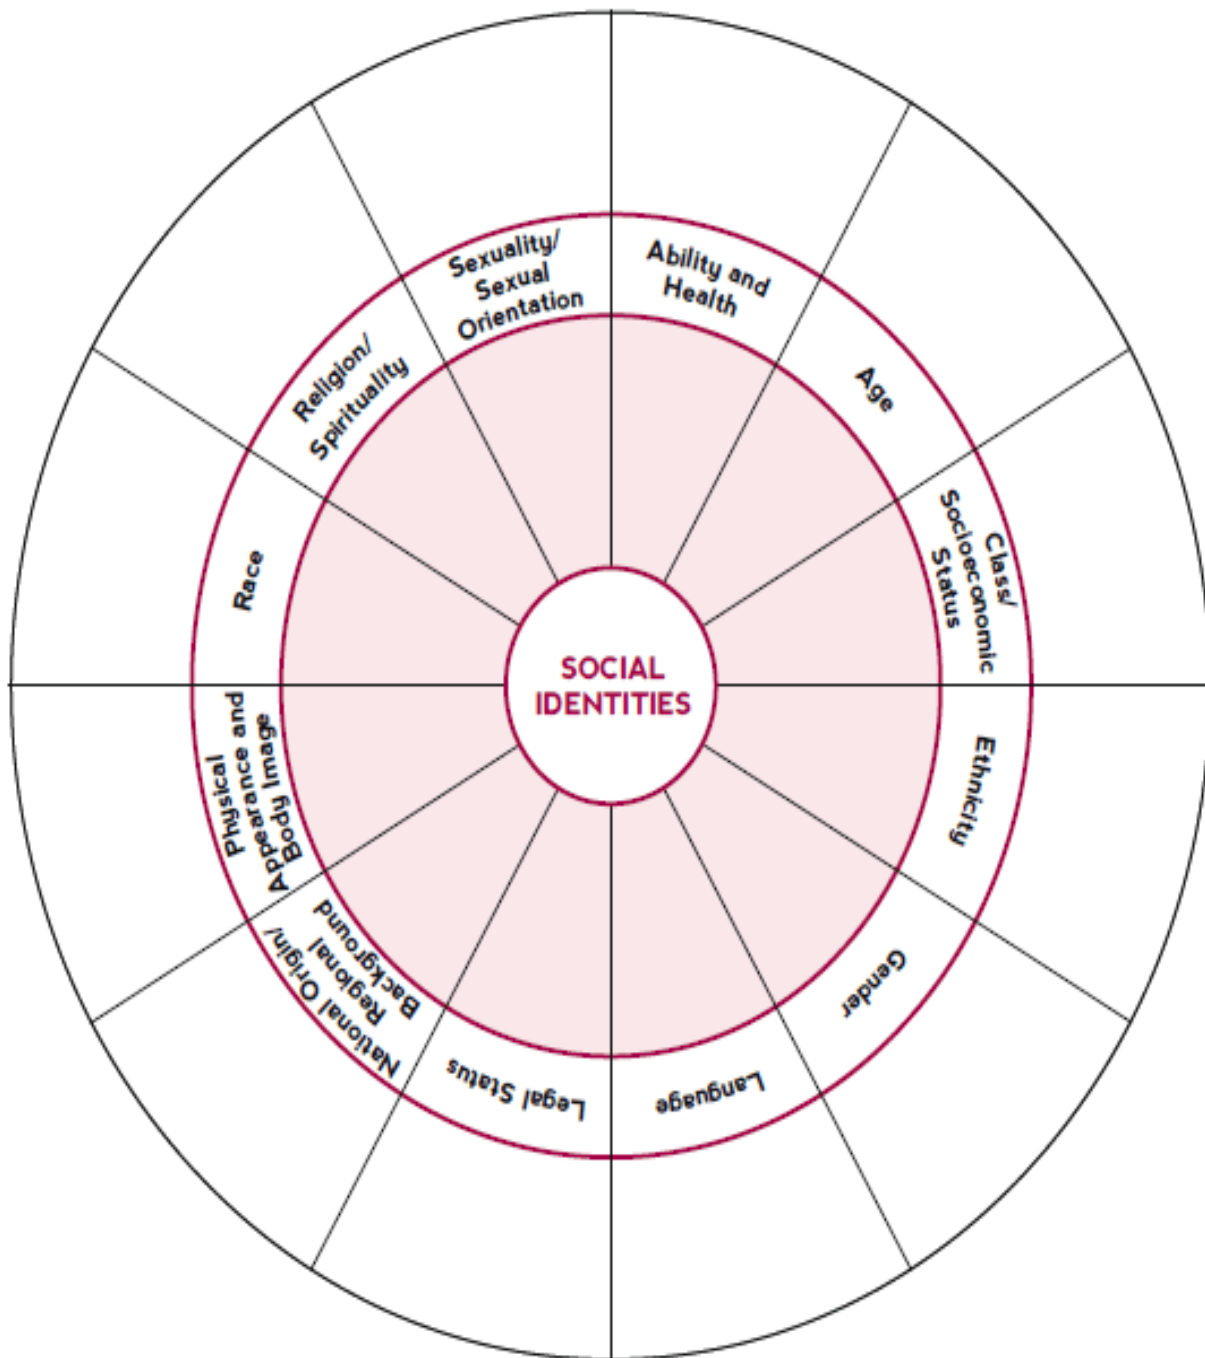 SOCIAL
IDENTITIES
Ability and
Health
Age
Class/
Socioeconomic
Status
Ethnicity
Gender
Language
Legal Status
National Origin/
Regional
Background
Physical
Appearance and
Body Image
Race
Religion/
Spirituality
Sexuality/
Sexual
Orientation